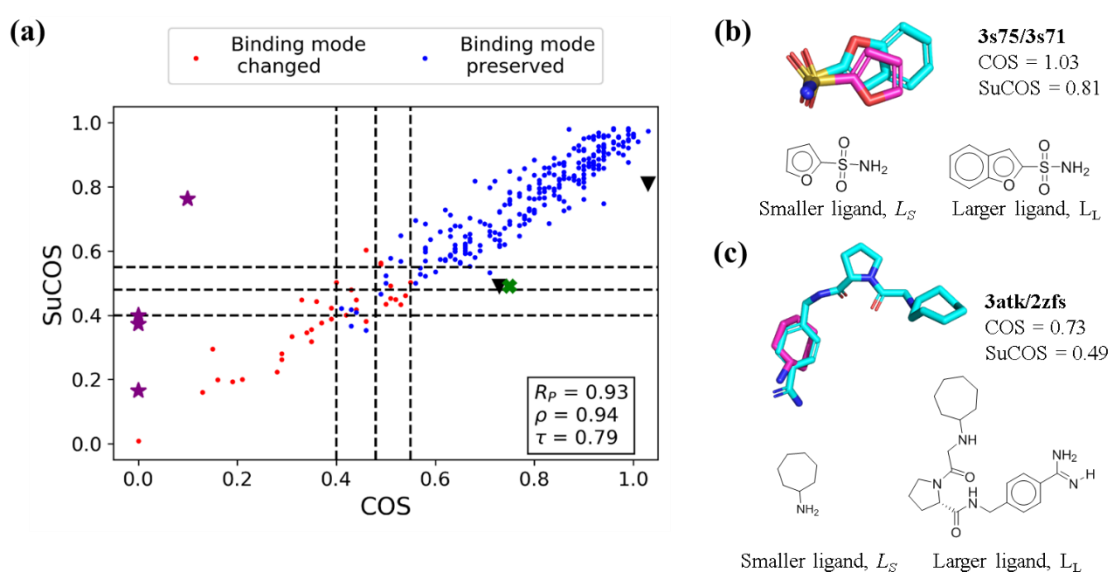 (a)
Binding mode changed
Binding mode preserved
1.0
0.8
0.6
0.4
0.2
0.0
SuCOS
0.0 0.2 0.4 0.6 0.8 1.0
COS
R_P = 0.93
ρ = 0.94
τ = 0.79
(b)
3s75/3s71
COS = 1.03
SuCOS = 0.81
O
O
S
NH2
O
O
O
S
NH2
O
Smaller ligand, L_S
Larger ligand, L_L
(c)
3atk/2zfs
COS = 0.73
SuCOS = 0.49
NH2
NH
O
N
O
H
N
NH2
N
H
Smaller ligand, L_S
Larger ligand, L_L